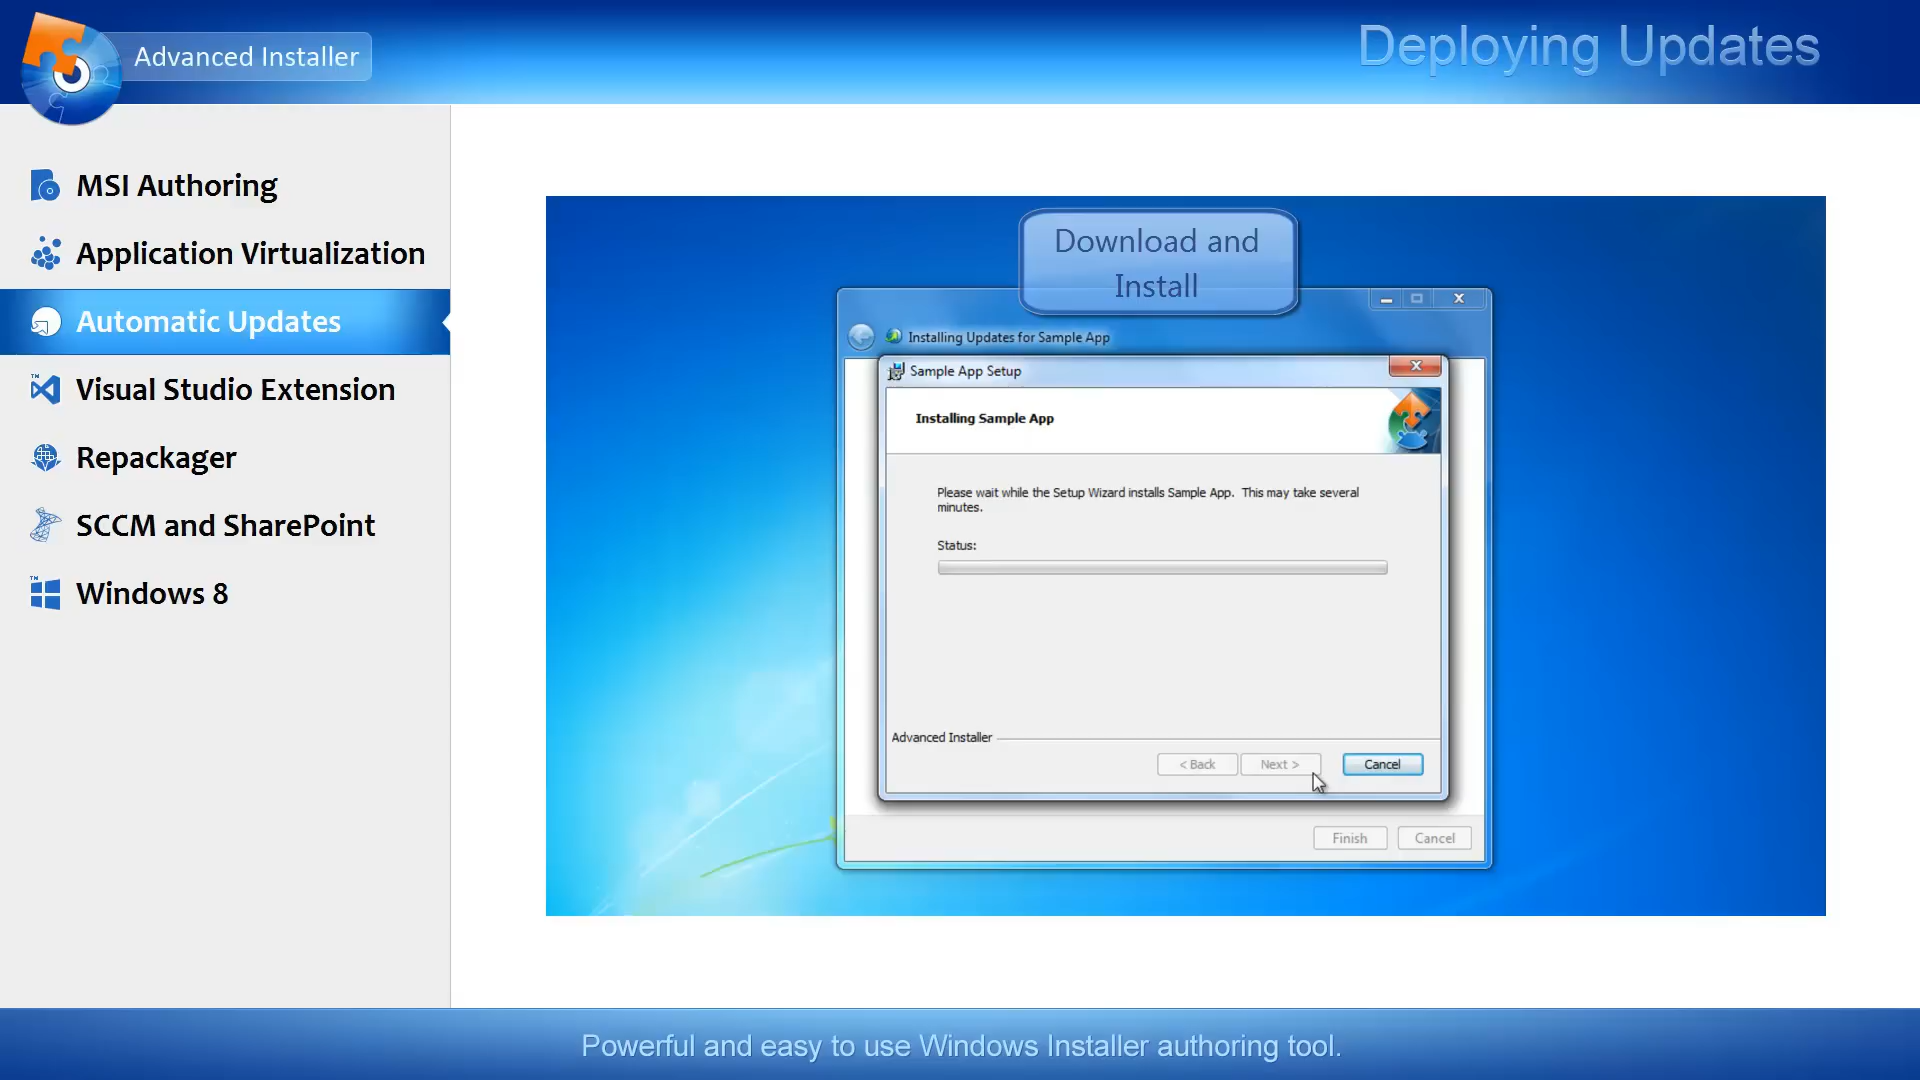 Advanced Installer
Deploying Updates
MSI Authoring
Application Virtualization
Automatic Updates
™
Visual Studio Extension
Repackager
SCCM and SharePoint
™
Windows 8
Download and
Install
Installing Updates for Sample App
Sample App Setup
Installing Sample App
Please wait while the Setup Wizard installs Sample App. This may take several
minutes.
Status:
Advanced Installer
< Back
Next >
Cancel
Finish
Cancel
Powerful and easy to use Windows Installer authoring tool.